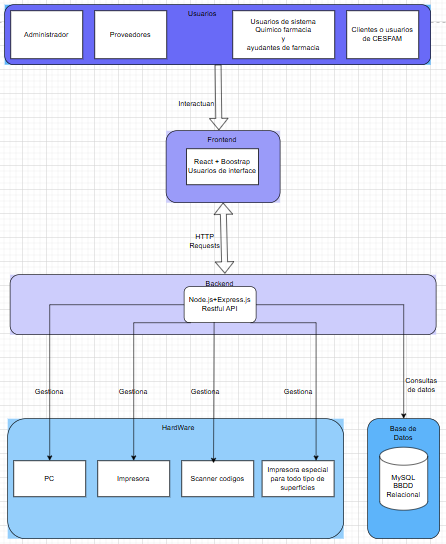 Usuarios
Administrador
Proveedores
Usuarios de sistema
Químico farmacia
y
ayudantes de farmacia
Clientes o usuarios
de CESFAM
Interactuan
Frontend
React + Boostrap
Usuarios de interface
HTTP
Requests
Backend
Node.js+Express.js
Restful API
Gestiona
Gestiona
Gestiona
Gestiona
Consultas
de datos
HardWare
PC
Impresora
Scanner codigos
Impresora especial
para todo tipo de
superficies
Base de
Datos
MySQL
BBDD
Relacional